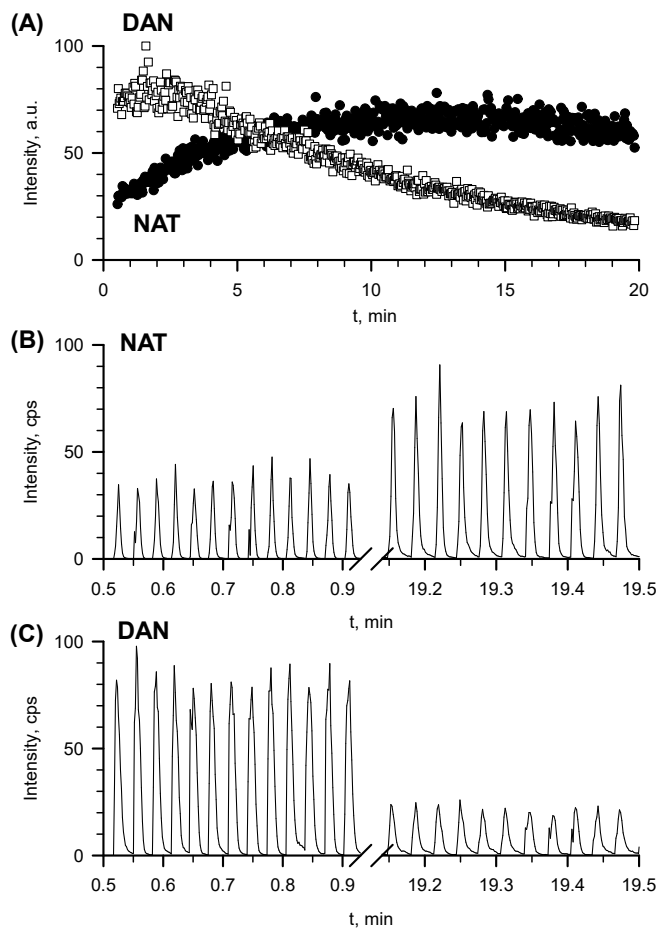 (A)
DAN
100
50
0
Intensity, a.u.
NAT
0 5 10 15 20
t, min
(B)
NAT
100
50
0
Intensity, cps
0.5 0.6 0.7 0.8 0.9 19.2 19.3 19.4 19.5
t, min
(C)
DAN
100
50
0
Intensity, cps
0.5 0.6 0.7 0.8 0.9 19.2 19.3 19.4 19.5
t, min